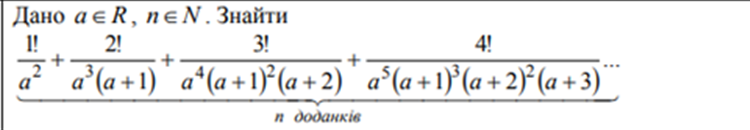 Дано a ∈ R, n ∈ N. Знайти
1!/a² + 2!/(a³(a+1)) + 3!/(a⁴(a+1)²(a+2)) + 4!/(a⁵(a+1)³(a+2)²(a+3)) ...
n доданків